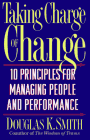 Taking Charge
of
Change
10 PRINCIPLES FOR
MANAGING PEOPLE
AND PERFORMANCE
DOUGLAS K. SMITH
Coauthor of The Wisdom of Teams